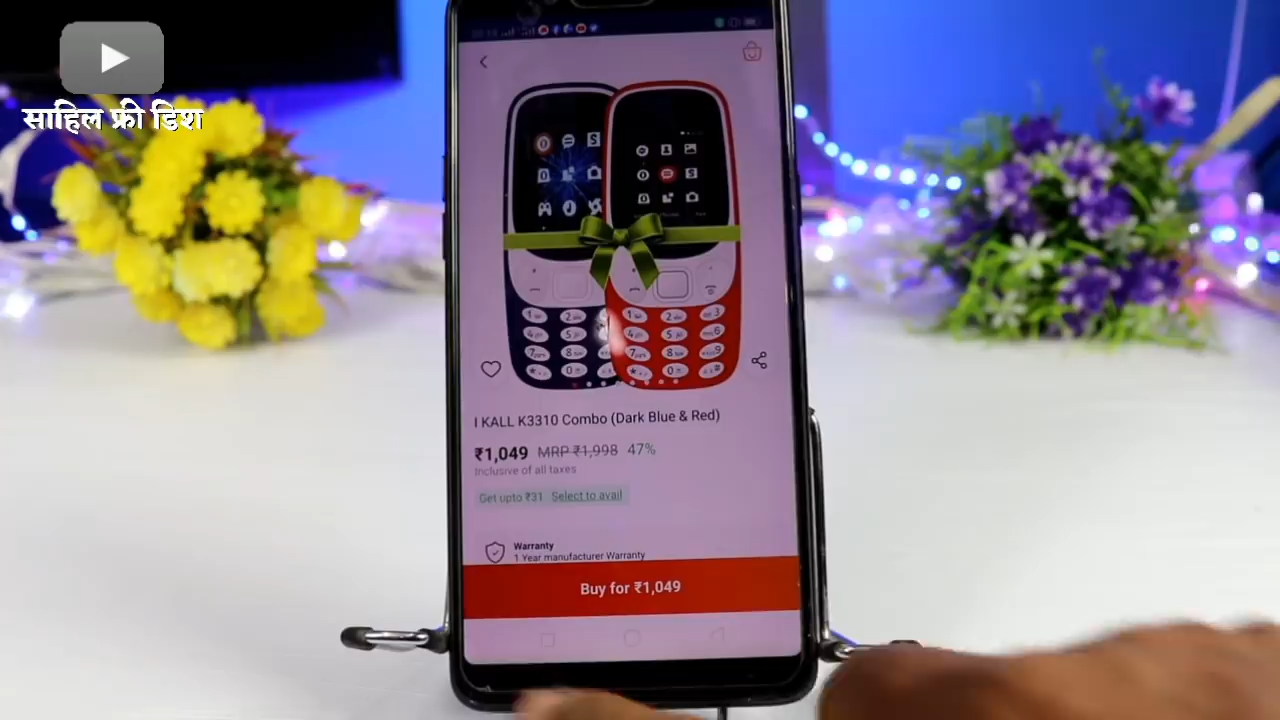 साहिल फ्री डिश
I KALL K3310 Combo (Dark Blue & Red)
₹1,049 MRP ₹1,998 47%
Inclusive of all taxes
Get upto ₹31 Select to avail
Warranty
1 Year manufacturer Warranty
Buy for ₹1,049